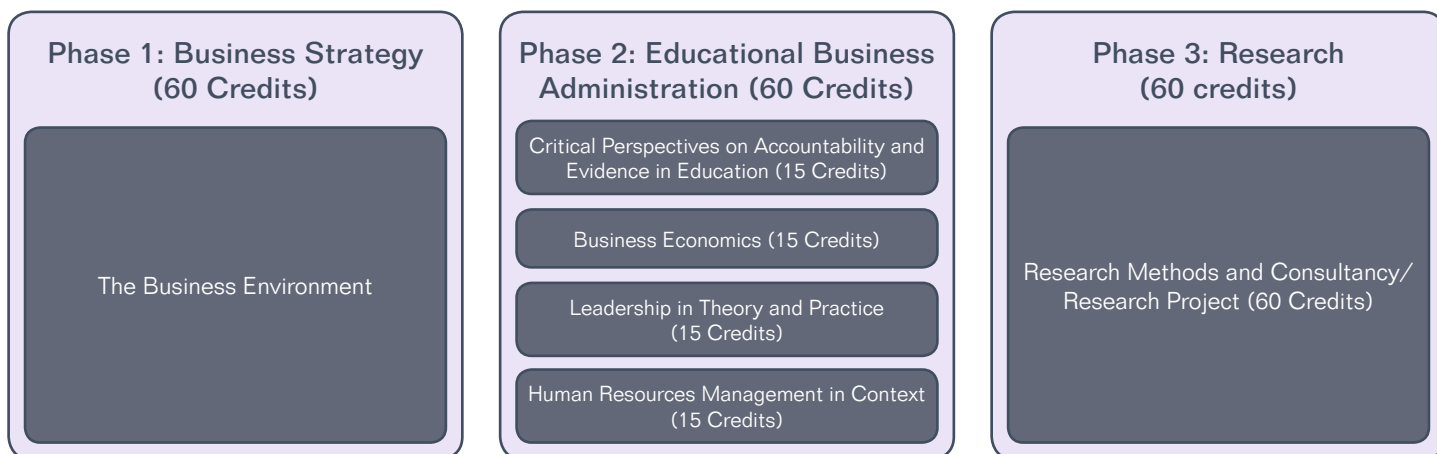 Phase 1: Business Strategy
(60 Credits)
The Business Environment
Phase 2: Educational Business
Administration (60 Credits)
Critical Perspectives on Accountability and
Evidence in Education (15 Credits)
Business Economics (15 Credits)
Leadership in Theory and Practice
(15 Credits)
Human Resources Management in Context
(15 Credits)
Phase 3: Research
(60 credits)
Research Methods and Consultancy/
Research Project (60 Credits)